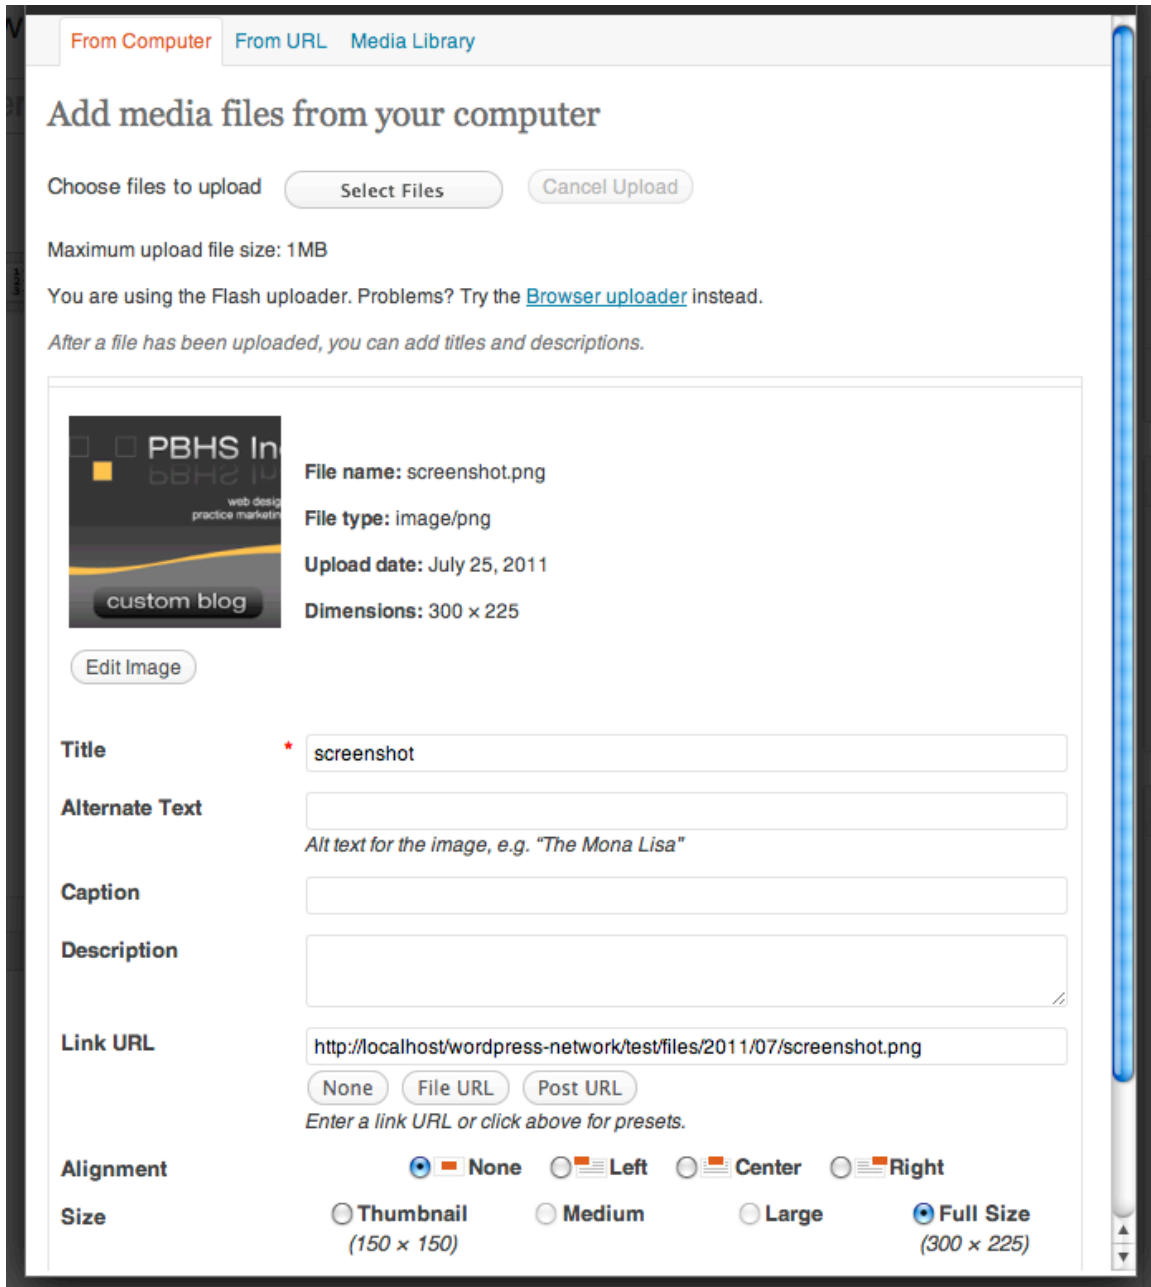 From Computer From URL Media Library
Add media files from your computer
Choose files to upload Select Files Cancel Upload
Maximum upload file size: 1MB
You are using the Flash uploader. Problems? Try the Browser uploader instead.
After a file has been uploaded, you can add titles and descriptions.
PBHS In
web desig
practice marketin
custom blog
File name: screenshot.png
File type: image/png
Upload date: July 25, 2011
Dimensions: 300 × 225
Edit Image
Title * screenshot
Alternate Text
Alt text for the image, e.g. “The Mona Lisa”
Caption
Description
Link URL http://localhost/wordpress-network/test/files/2011/07/screenshot.png
None File URL Post URL
Enter a link URL or click above for presets.
Alignment None Left Center Right
Size Thumbnail Medium Large Full Size
(150 × 150) (300 × 225)